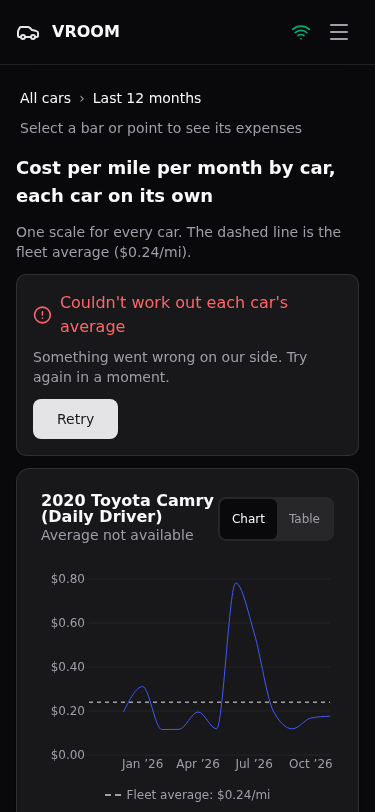 VROOM
All cars › Last 12 months
Select a bar or point to see its expenses
Cost per mile per month by car,
each car on its own
One scale for every car. The dashed line is the
fleet average ($0.24/mi).
Couldn't work out each car's
average
Something went wrong on our side. Try
again in a moment.
Retry
2020 Toyota Camry
(Daily Driver)
Average not available
Chart
Table
$0.80
$0.60
$0.40
$0.20
$0.00
Jan ’26 Apr ’26 Jul ’26 Oct ’26
Fleet average: $0.24/mi